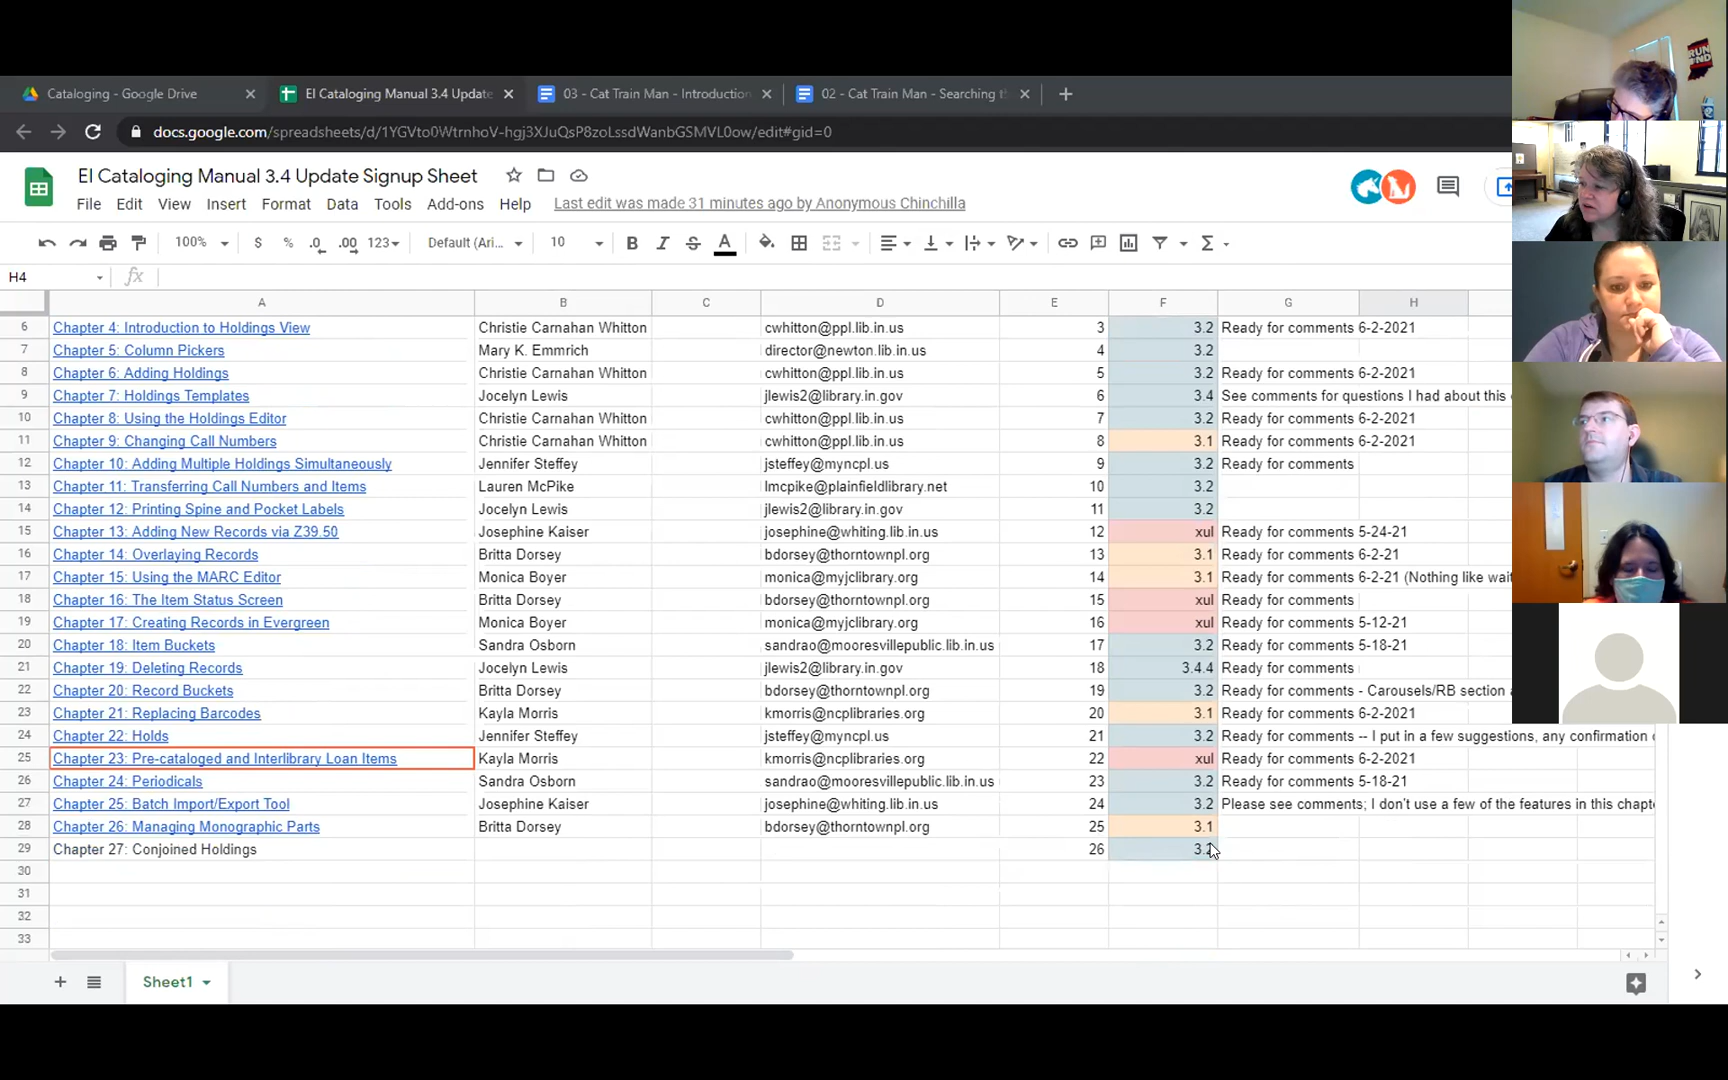 Cataloging - Google Drive
EI Cataloging Manual 3.4 Update
03 - Cat Train Man - Introduction
02 - Cat Train Man - Searching
docs.google.com/spreadsheets/d/1YGVto0WtrnhoV-hgj3XJuQsP8zoLssdWanbGSMVL0ow/edit#gid=0
EI Cataloging Manual 3.4 Update Signup Sheet
File Edit View Insert Format Data Tools Add-ons Help Last edit was made 31 minutes ago by Anonymous Chinchilla
100% $ % .0 .00 123 Default (Ari... 10 B I S A
H4 fx
A B C D E F G H
6 Chapter 4: Introduction to Holdings View Christie Carnahan Whitton cwhitton@ppl.lib.in.us 3 3.2 Ready for comments 6-2-2021
7 Chapter 5: Column Pickers Mary K. Emmrich director@newton.lib.in.us 4 3.2
8 Chapter 6: Adding Holdings Christie Carnahan Whitton cwhitton@ppl.lib.in.us 5 3.2 Ready for comments 6-2-2021
9 Chapter 7: Holdings Templates Jocelyn Lewis jlewis2@library.in.gov 6 3.4 See comments for questions I had about this
10 Chapter 8: Using the Holdings Editor Christie Carnahan Whitton cwhitton@ppl.lib.in.us 7 3.2 Ready for comments 6-2-2021
11 Chapter 9: Changing Call Numbers Christie Carnahan Whitton cwhitton@ppl.lib.in.us 8 3.1 Ready for comments 6-2-2021
12 Chapter 10: Adding Multiple Holdings Simultaneously Jennifer Steffey jsteffey@myncpl.us 9 3.2 Ready for comments
13 Chapter 11: Transferring Call Numbers and Items Lauren McPike lmcpike@plainfieldlibrary.net 10 3.2
14 Chapter 12: Printing Spine and Pocket Labels Jocelyn Lewis jlewis2@library.in.gov 11 3.2
15 Chapter 13: Adding New Records via Z39.50 Josephine Kaiser josephine@whiting.lib.in.us 12 xul Ready for comments 5-24-21
16 Chapter 14: Overlaying Records Britta Dorsey bdorsey@thorntownpl.org 13 3.1 Ready for comments 6-2-21
17 Chapter 15: Using the MARC Editor Monica Boyer monica@myjclibrary.org 14 3.1 Ready for comments 6-2-21 (Nothing like wai
18 Chapter 16: The Item Status Screen Britta Dorsey bdorsey@thorntownpl.org 15 xul Ready for comments
19 Chapter 17: Creating Records in Evergreen Monica Boyer monica@myjclibrary.org 16 xul Ready for comments 5-12-21
20 Chapter 18: Item Buckets Sandra Osborn sandrao@mooresvillepublic.lib.in.us 17 3.2 Ready for comments 5-18-21
21 Chapter 19: Deleting Records Jocelyn Lewis jlewis2@library.in.gov 18 3.4.4 Ready for comments
22 Chapter 20: Record Buckets Britta Dorsey bdorsey@thorntownpl.org 19 3.2 Ready for comments - Carousels/RB section
23 Chapter 21: Replacing Barcodes Kayla Morris kmorris@ncplibraries.org 20 3.1 Ready for comments 6-2-2021
24 Chapter 22: Holds Jennifer Steffey jsteffey@myncpl.us 21 3.2 Ready for comments -- I put in a few suggestions, any confirmation
25 Chapter 23: Pre-cataloged and Interlibrary Loan Items Kayla Morris kmorris@ncplibraries.org 22 xul Ready for comments 6-2-2021
26 Chapter 24: Periodicals Sandra Osborn sandrao@mooresvillepublic.lib.in.us 23 3.2 Ready for comments 5-18-21
27 Chapter 25: Batch Import/Export Tool Josephine Kaiser josephine@whiting.lib.in.us 24 3.2 Please see comments; I don't use a few of the features in this chapt
28 Chapter 26: Managing Monographic Parts Britta Dorsey bdorsey@thorntownpl.org 25 3.1
29 Chapter 27: Conjoined Holdings 26 3.2
30
31
32
33
Sheet1